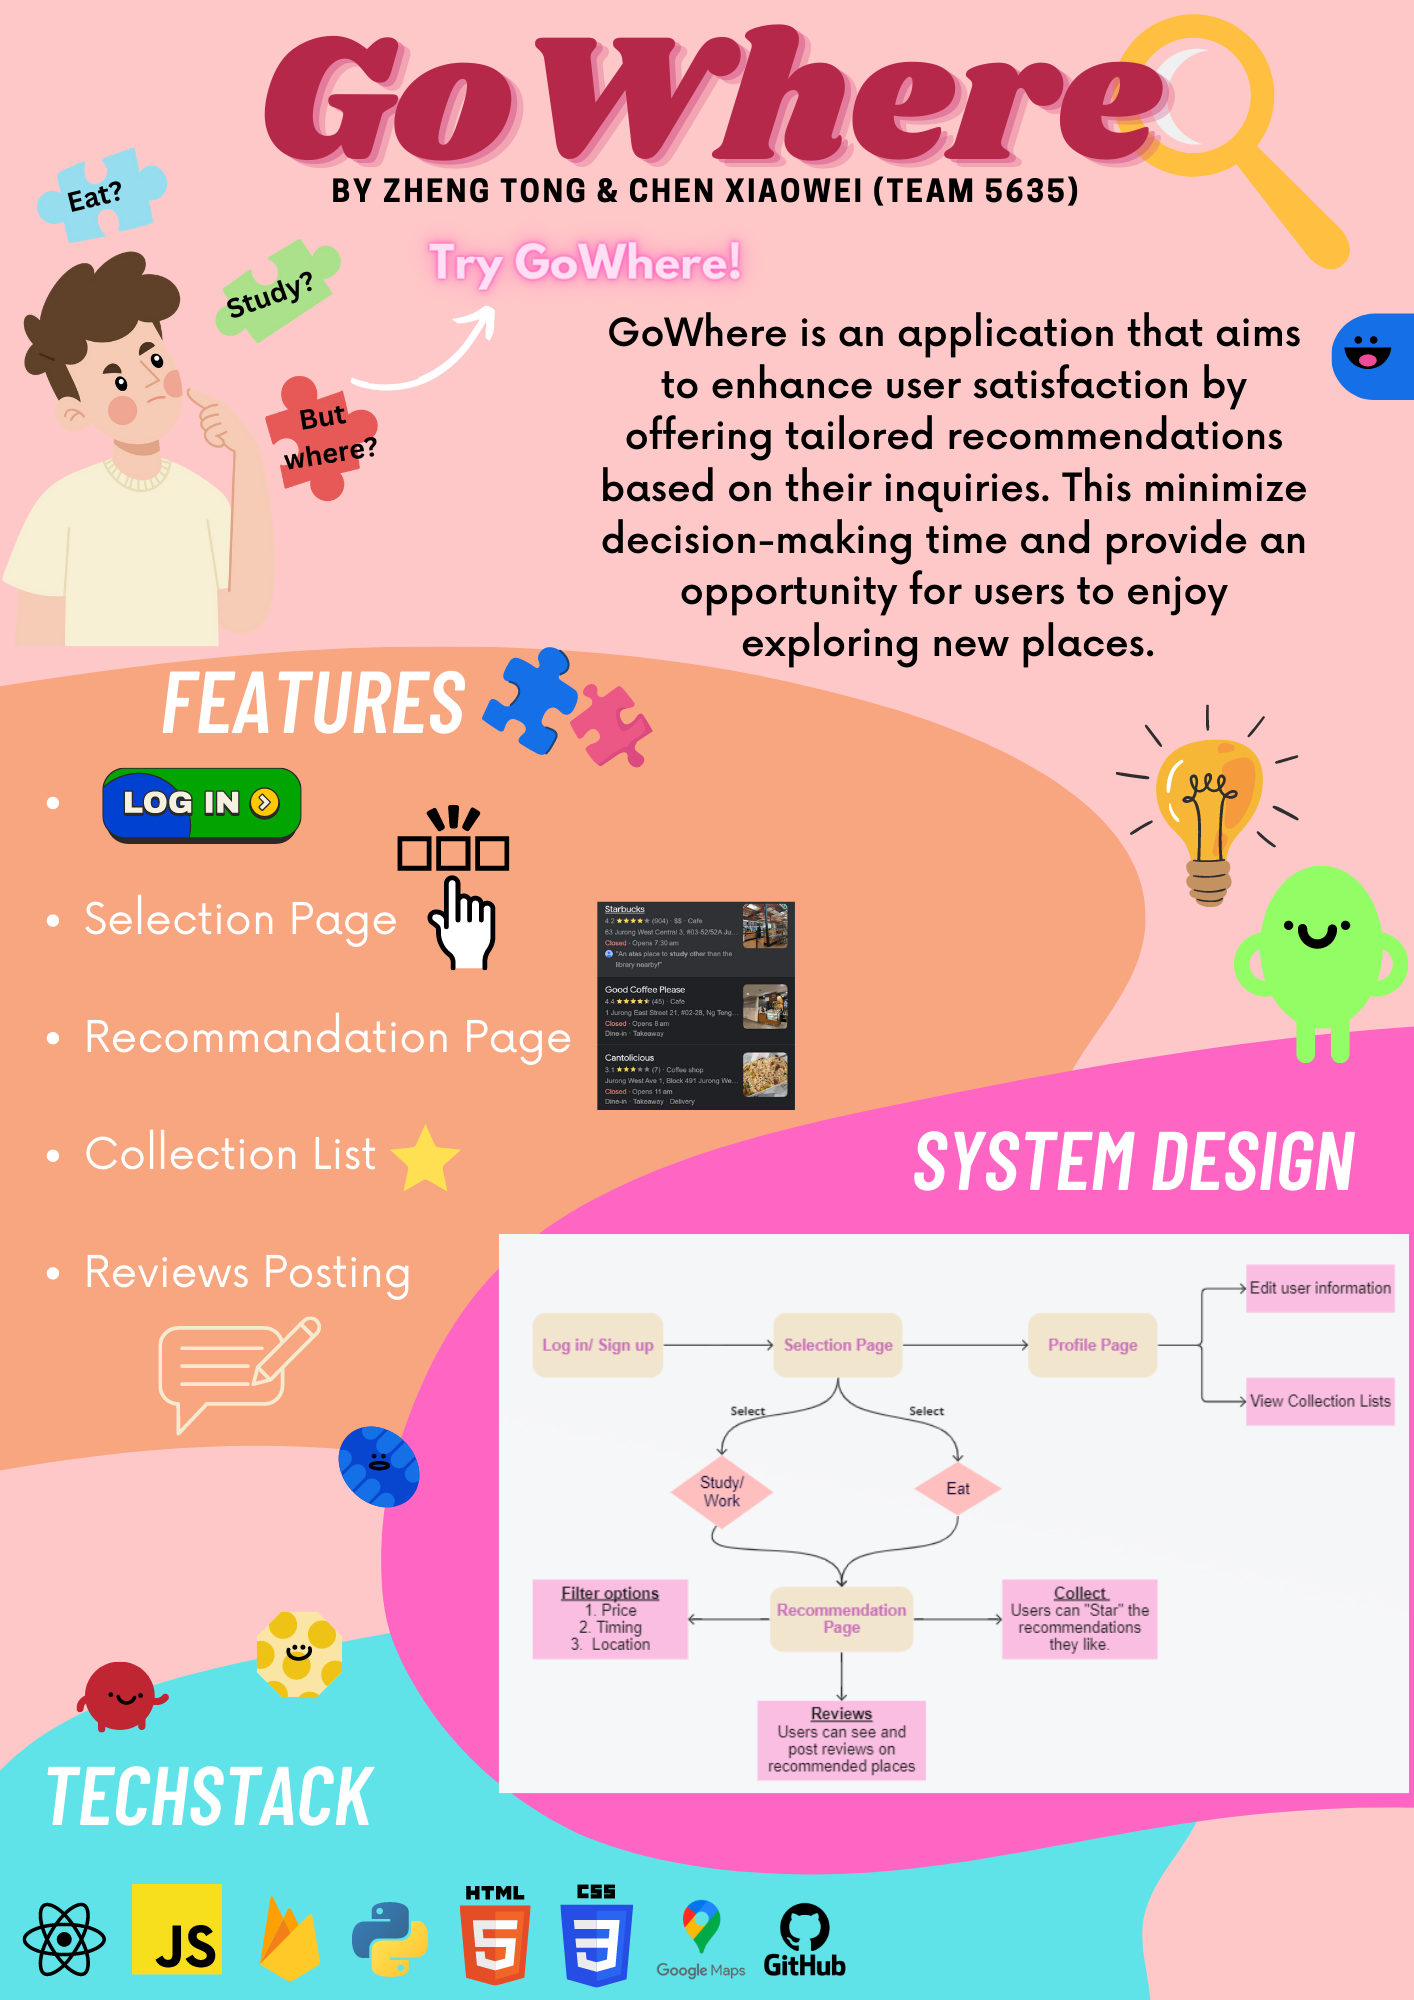 GoWhere
BY ZHENG TONG & CHEN XIAOWEI (TEAM 5635)
Eat?
Study?
But
where?
Try GoWhere!
GoWhere is an application that aims
to enhance user satisfaction by
offering tailored recommendations
based on their inquiries. This minimize
decision-making time and provide an
opportunity for users to enjoy
exploring new places.
FEATURES
LOG IN
Selection Page
Recommandation Page
Collection List
Reviews Posting
Starbucks
4.2 ★★★★★ (904) · $$ · Cafe
63 Jurong West Central 3, #03-52/52A Ju...
Closed · Opens 7:30 am
"An alas place to study other than the
library nearby!"
Good Coffee Please
4.4 ★★★★★ (45) · Cafe
1 Jurong East Street 21, #02-28, Ng Teng...
Closed · Opens 8 am
Dine-in · Takeaway
Cantolicious
3.1 ★★★★★ (7) · Coffee shop
Jurong West Ave 1, Block 491 Jurong We...
Closed · Opens 11 am
Dine-in · Takeaway · Delivery
SYSTEM DESIGN
Log in/ Sign up
Selection Page
Profile Page
Edit user information
View Collection Lists
Select
Select
Study/
Work
Eat
Filter options
1. Price
2. Timing
3. Location
Recommendation
Page
Collect
Users can "Star" the
recommendations
they like.
Reviews
Users can see and
post reviews on
recommended places
TECHSTACK
JS
HTML
5
CSS
3
Google Maps
GitHub